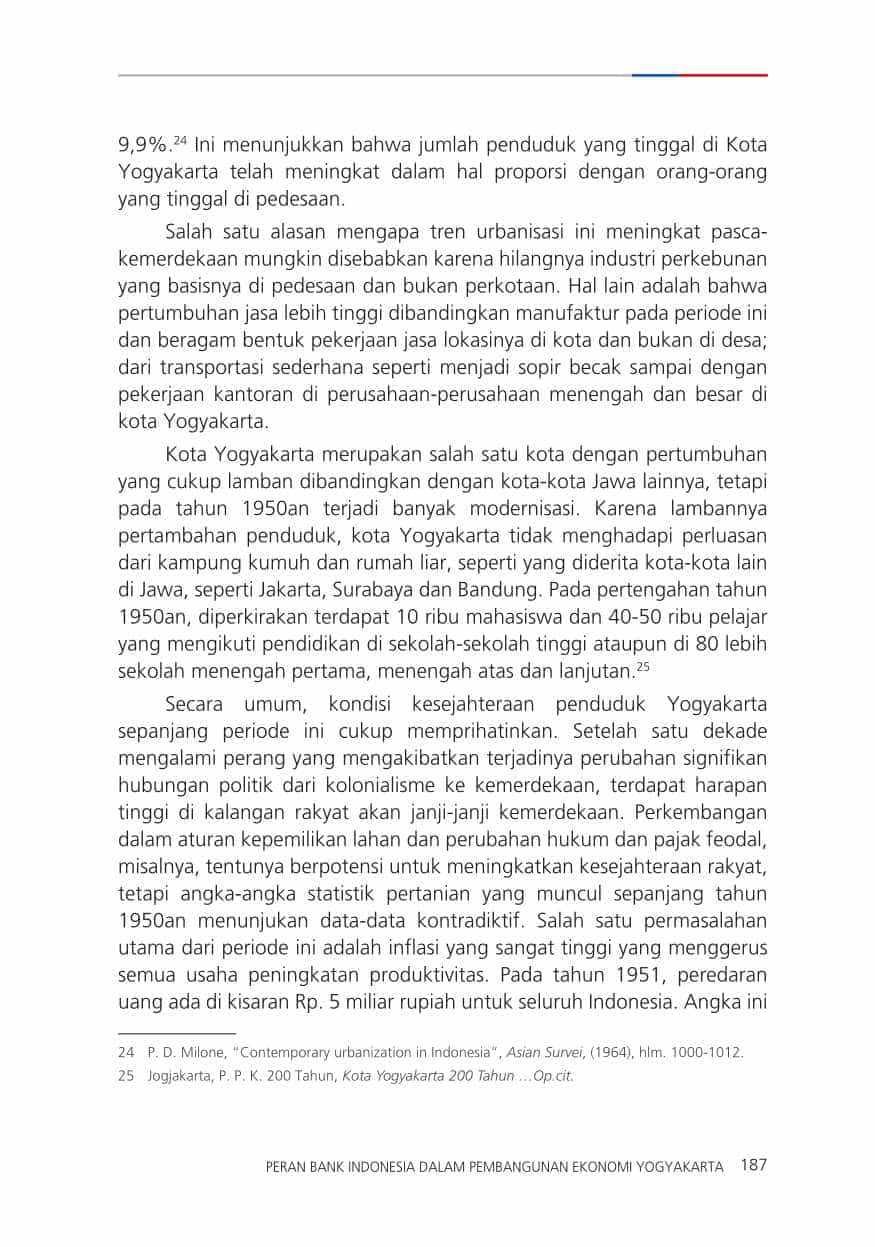 9,9%.24 Ini menunjukkan bahwa jumlah penduduk yang tinggal di Kota
Yogyakarta telah meningkat dalam hal proporsi dengan orang-orang
yang tinggal di pedesaan.
Salah satu alasan mengapa tren urbanisasi ini meningkat pasca-
kemerdekaan mungkin disebabkan karena hilangnya industri perkebunan
yang basisnya di pedesaan dan bukan perkotaan. Hal lain adalah bahwa
pertumbuhan jasa lebih tinggi dibandingkan manufaktur pada periode ini
dan beragam bentuk pekerjaan jasa lokasinya di kota dan bukan di desa;
dari transportasi sederhana seperti menjadi sopir becak sampai dengan
pekerjaan kantoran di perusahaan-perusahaan menengah dan besar di
kota Yogyakarta.
Kota Yogyakarta merupakan salah satu kota dengan pertumbuhan
yang cukup lamban dibandingkan dengan kota-kota Jawa lainnya, tetapi
pada tahun 1950an terjadi banyak modernisasi. Karena lambannya
pertambahan penduduk, kota Yogyakarta tidak menghadapi perluasan
dari kampung kumuh dan rumah liar, seperti yang diderita kota-kota lain
di Jawa, seperti Jakarta, Surabaya dan Bandung. Pada pertengahan tahun
1950an, diperkirakan terdapat 10 ribu mahasiswa dan 40-50 ribu pelajar
yang mengikuti pendidikan di sekolah-sekolah tinggi ataupun di 80 lebih
sekolah menengah pertama, menengah atas dan lanjutan.25
Secara umum, kondisi kesejahteraan penduduk Yogyakarta
sepanjang periode ini cukup memprihatinkan. Setelah satu dekade
mengalami perang yang mengakibatkan terjadinya perubahan signifikan
hubungan politik dari kolonialisme ke kemerdekaan, terdapat harapan
tinggi di kalangan rakyat akan janji-janji kemerdekaan. Perkembangan
dalam aturan kepemilikan lahan dan perubahan hukum dan pajak feodal,
misalnya, tentunya berpotensi untuk meningkatkan kesejahteraan rakyat,
tetapi angka-angka statistik pertanian yang muncul sepanjang tahun
1950an menunjukan data-data kontradiktif. Salah satu permasalahan
utama dari periode ini adalah inflasi yang sangat tinggi yang menggerus
semua usaha peningkatan produktivitas. Pada tahun 1951, peredaran
uang ada di kisaran Rp. 5 miliar rupiah untuk seluruh Indonesia. Angka ini
24 P. D. Milone, “Contemporary urbanization in Indonesia”, Asian Survei, (1964), hlm. 1000-1012.
25 Jogjakarta, P. P. K. 200 Tahun, Kota Yogyakarta 200 Tahun …Op.cit.
PERAN BANK INDONESIA DALAM PEMBANGUNAN EKONOMI YOGYAKARTA 187